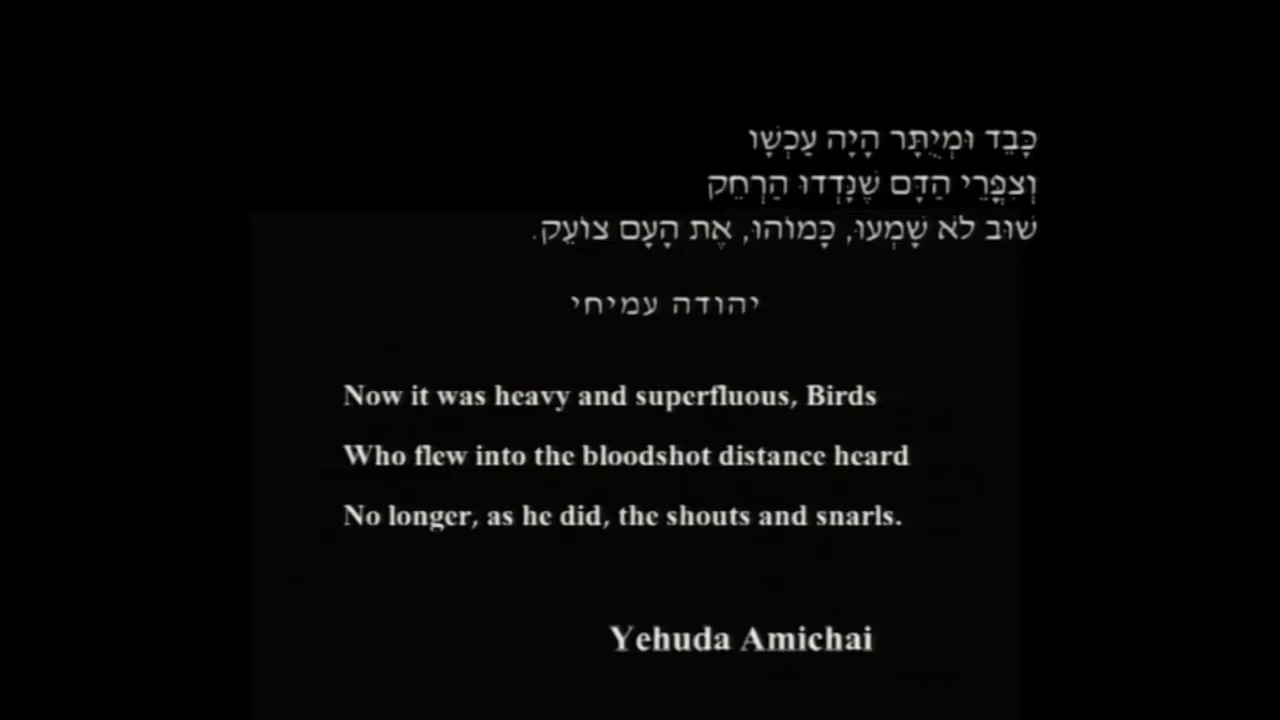 כָּבֵד וּמְיֻתָּר הָיָה עַכְשָׁו
וְצִפֳּרֵי הַדָּם שֶׁנָּדְדוּ הַרְחֵק
שׁוּב לֹא שָׁמְעוּ, כָּמוֹהוּ, אֶת הָעָם צוֹעֵק.
יהודה עמיחי
Now it was heavy and superfluous, Birds
Who flew into the bloodshot distance heard
No longer, as he did, the shouts and snarls.
Yehuda Amichai